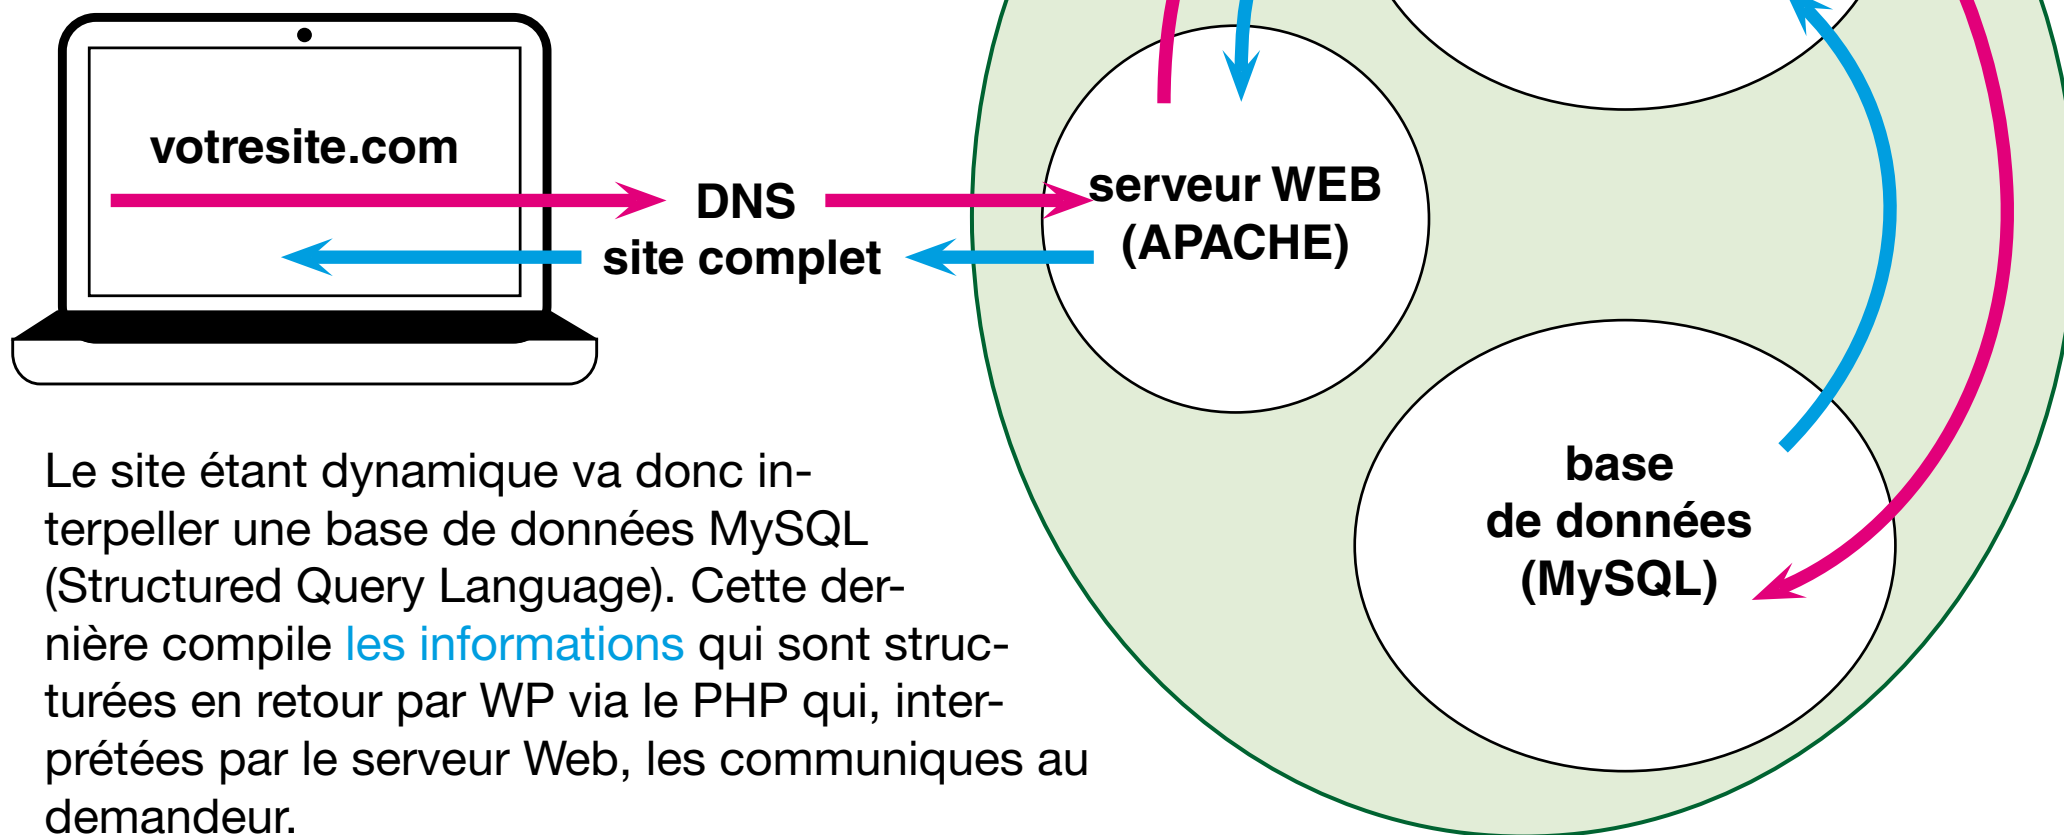 votresite.com
DNS
site complet
serveur WEB
(APACHE)
base
de données
(MySQL)
Le site étant dynamique va donc in-
terpeller une base de données MySQL
(Structured Query Language). Cette der-
nière compile les informations qui sont struc-
turées en retour par WP via le PHP qui, inter-
prétées par le serveur Web, les communiques au
demandeur.